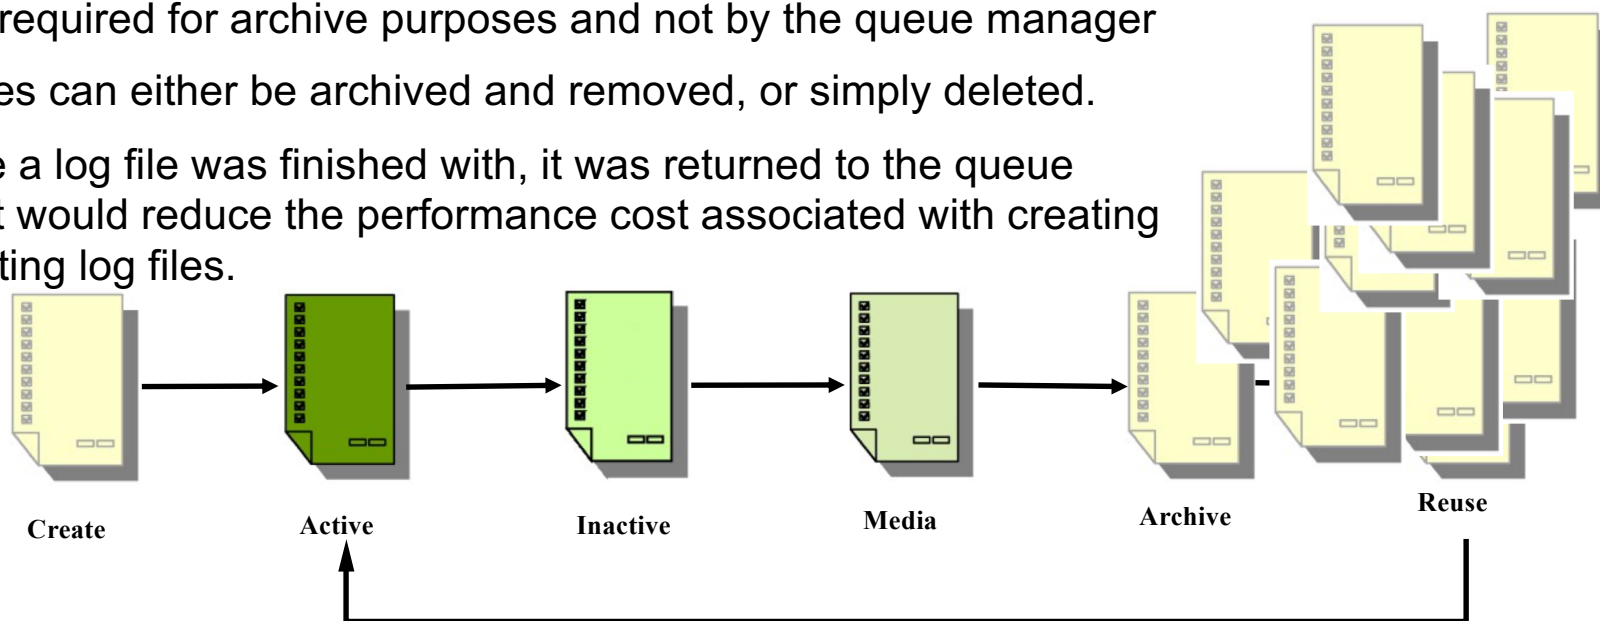 required for archive purposes and not by the queue manager
es can either be archived and removed, or simply deleted.
e a log file was finished with, it was returned to the queue
t would reduce the performance cost associated with creating
ting log files.
Create
Active
Inactive
Media
Archive
Reuse